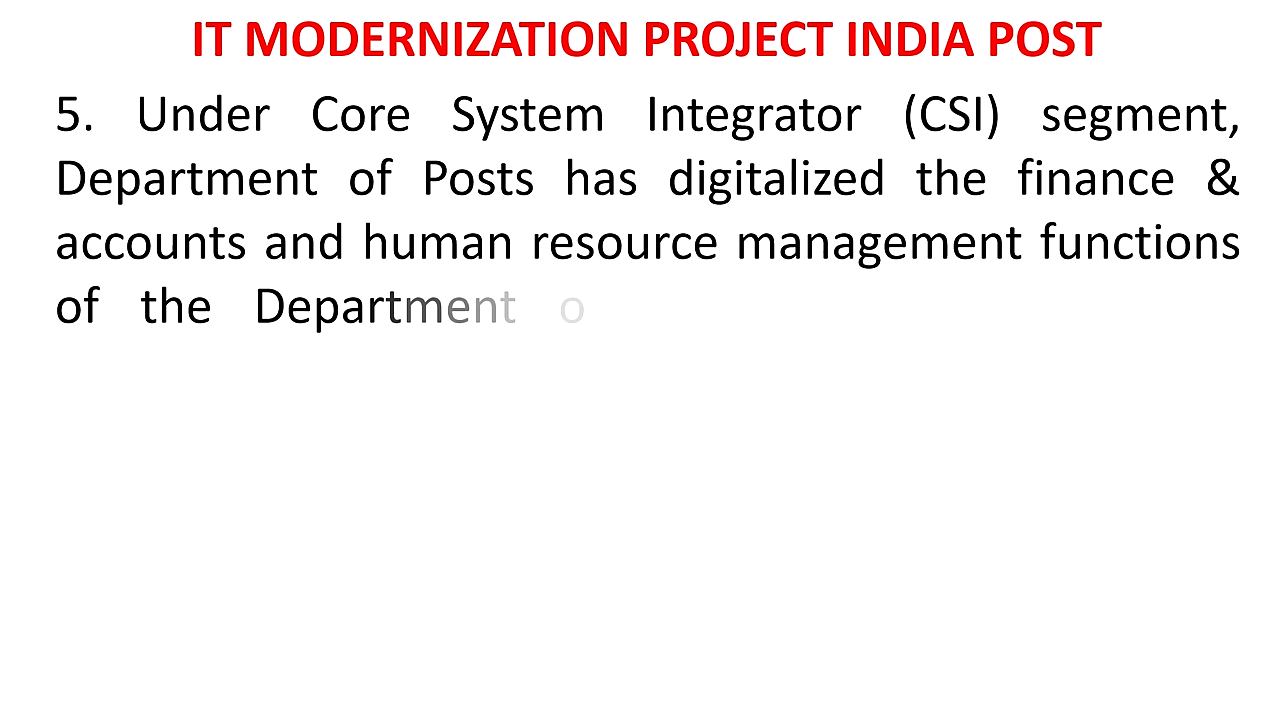 IT MODERNIZATION PROJECT INDIA POST
5. Under Core System Integrator (CSI) segment,
Department of Posts has digitalized the finance &
accounts and human resource management functions
of the Department o